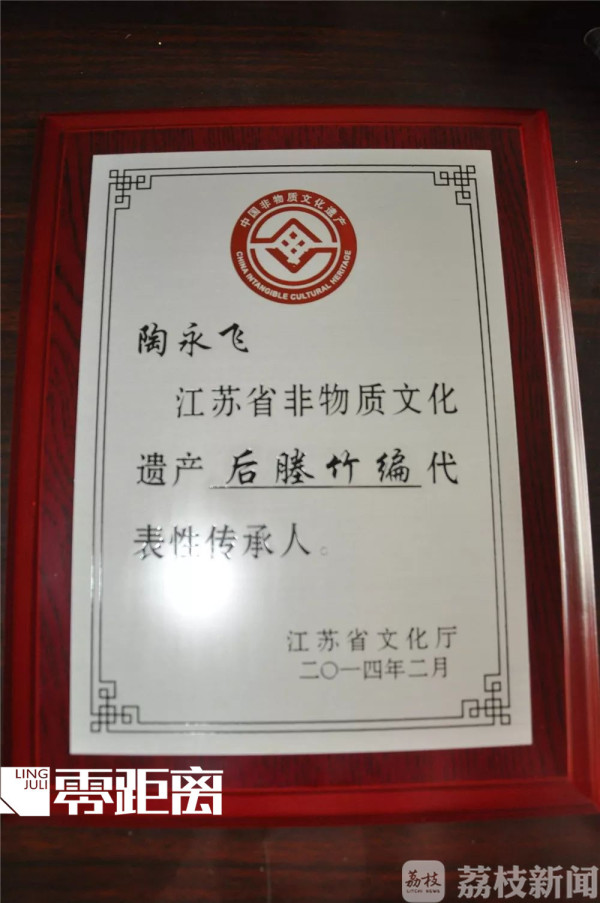 中国非物质文化遗产
CHINA INTANGIBLE CULTURAL HERITAGE
陶永飞
江苏省非物质文化
遗产 后塍竹编 代
表性传承人。
江苏省文化厅
二〇一四年二月
LING
JULI
零距离
荔枝
荔枝新闻